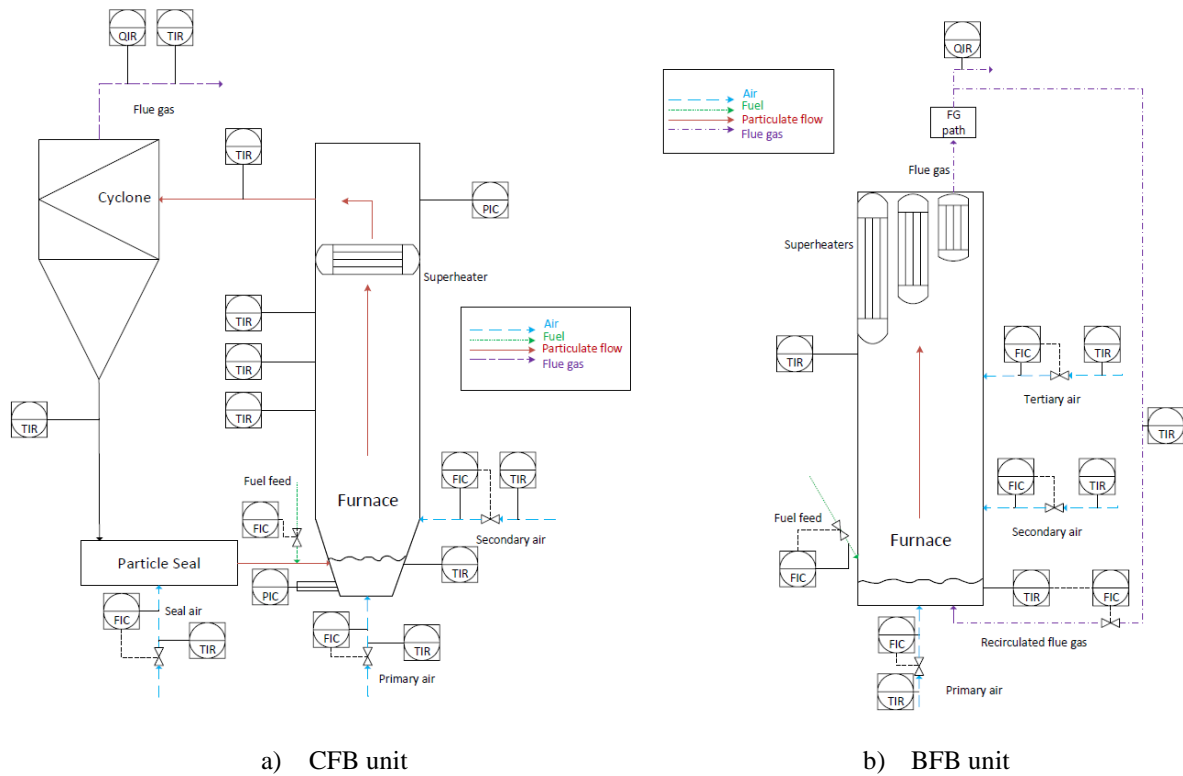 QIR
TIR
Flue gas
TIR
Cyclone
PIC
Superheater
TIR
Air
Fuel
Particulate flow
Flue gas
TIR
TIR
TIR
Fuel feed
FIC
Furnace
FIC
TIR
Secondary air
Particle Seal
TIR
PIC
Seal air
FIC
TIR
FIC
TIR
Primary air
a) CFB unit
QIR
Air
Fuel
Particulate flow
Flue gas
FG
path
Flue gas
Superheaters
TIR
FIC
TIR
Tertiary air
TIR
FIC
TIR
Secondary air
Fuel feed
Furnace
FIC
TIR
FIC
Recirculated flue gas
FIC
TIR
Primary air
b) BFB unit